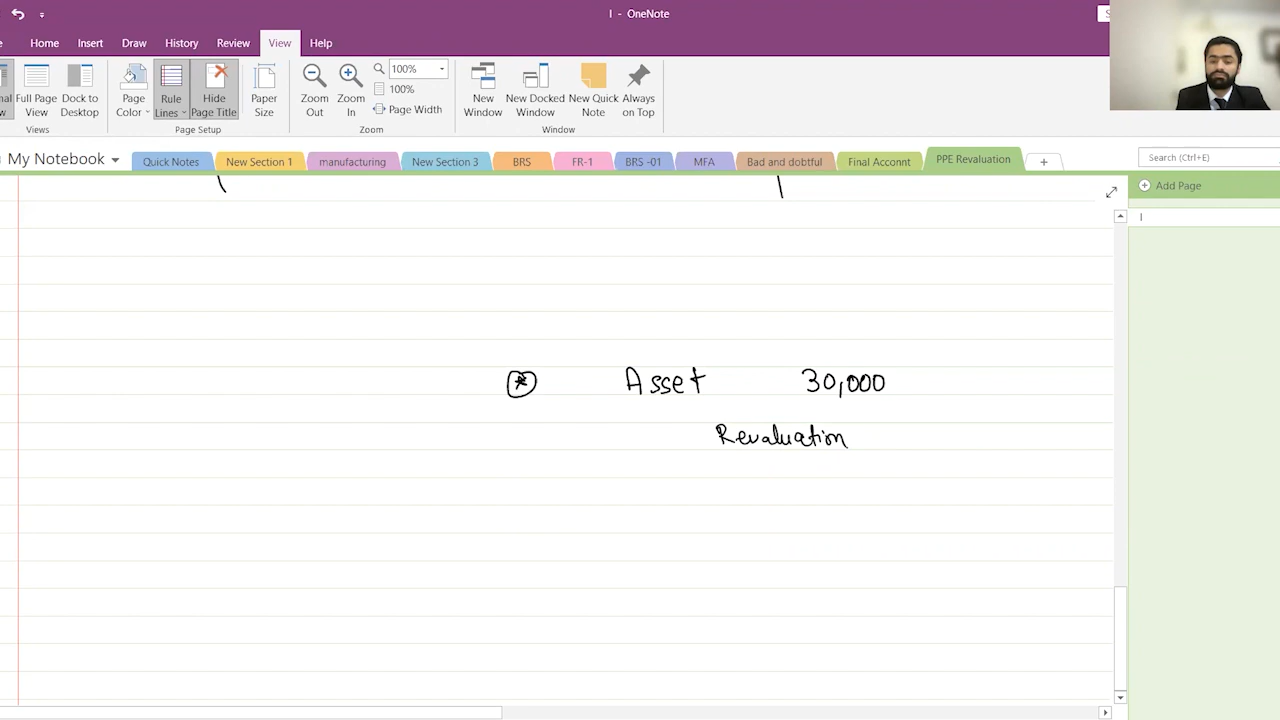 I - OneNote
Home Insert Draw History Review View Help
Full Page View
Dock to Desktop
Views
Page Color
Rule Lines
Hide Page Title
Paper Size
Page Setup
Zoom Out
Zoom In
100%
100%
Page Width
Zoom
New Window
New Docked Window
New Quick Note
Always on Top
Window
My Notebook
Quick Notes New Section 1 manufacturing New Section 3 BRS FR-1 BRS -01 MFA Bad and dobtful Final Acconnt PPE Revaluation +
Search (Ctrl+E)
Add Page
I
Asset 30,000
Revaluation